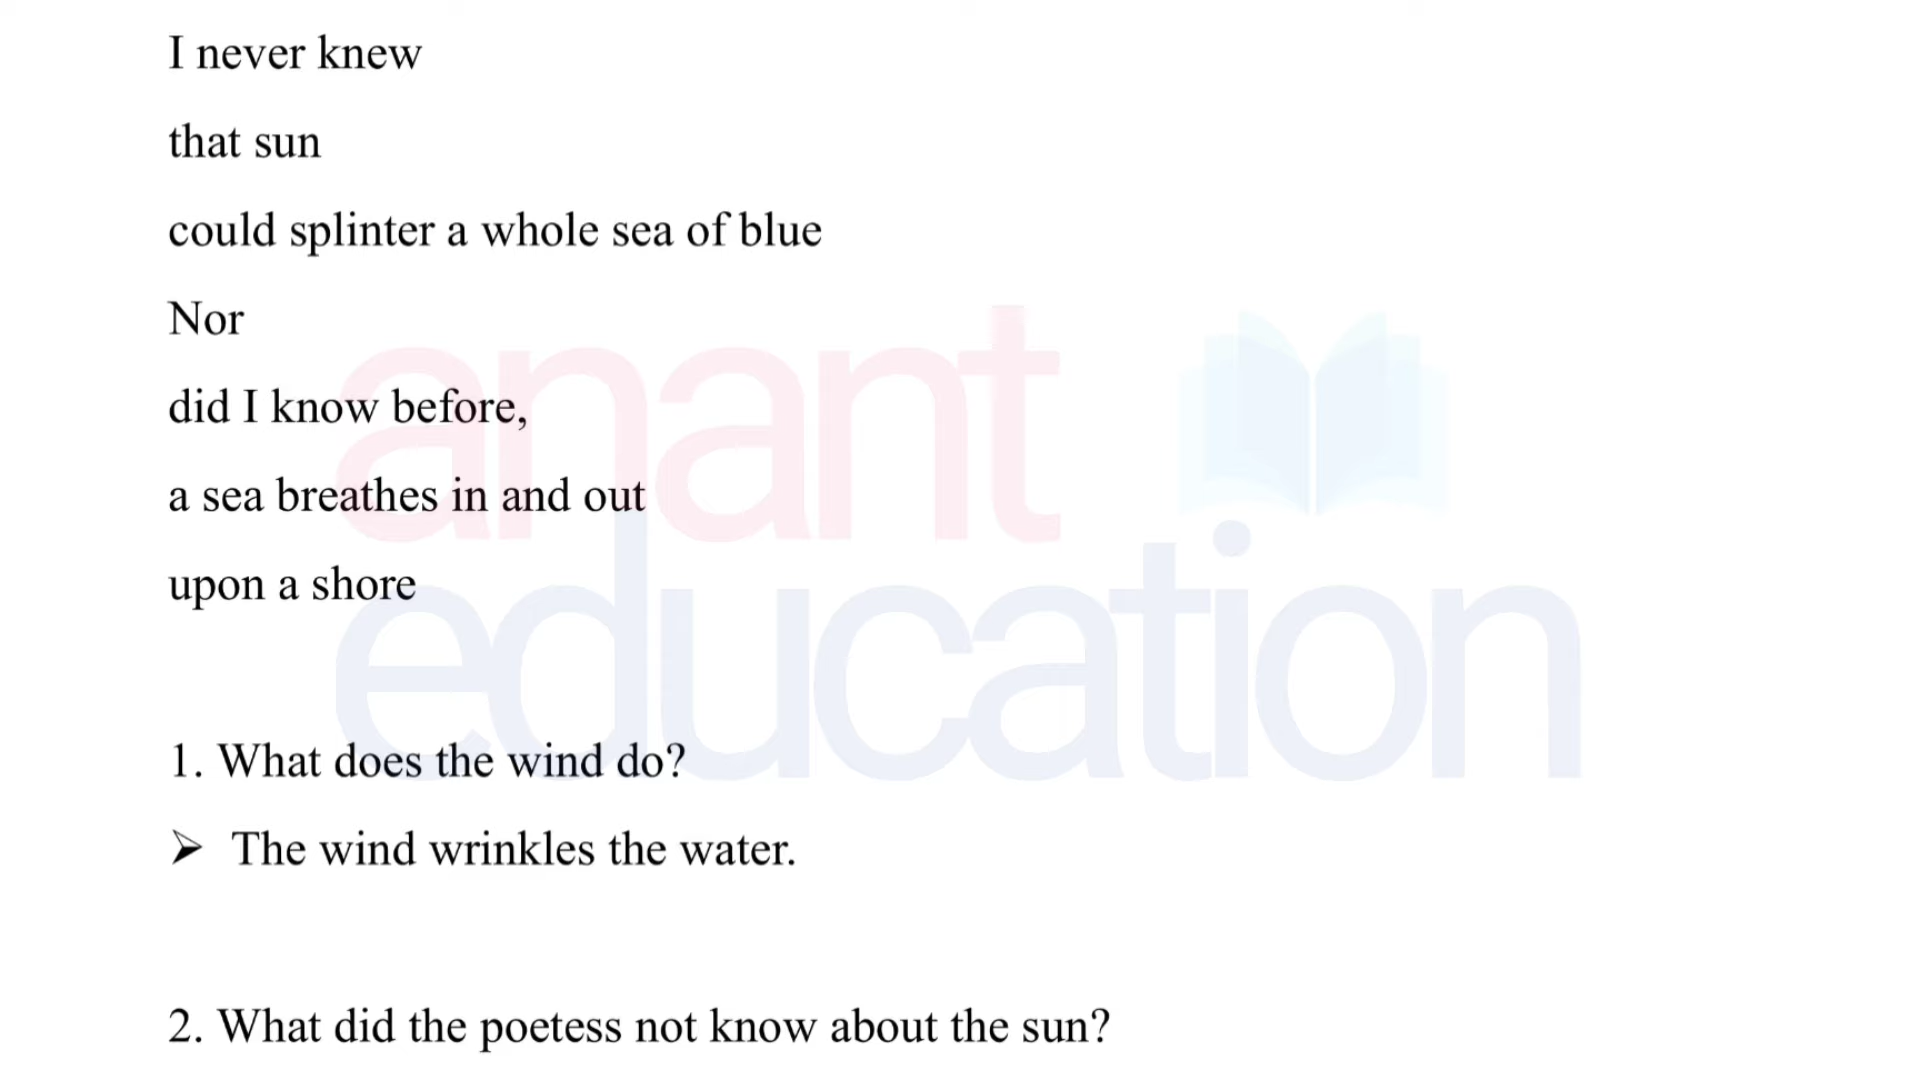 I never knew
that sun
could splinter a whole sea of blue
Nor
did I know before,
a sea breathes in and out
upon a shore
anant
education
1. What does the wind do?
➢ The wind wrinkles the water.
2. What did the poetess not know about the sun?